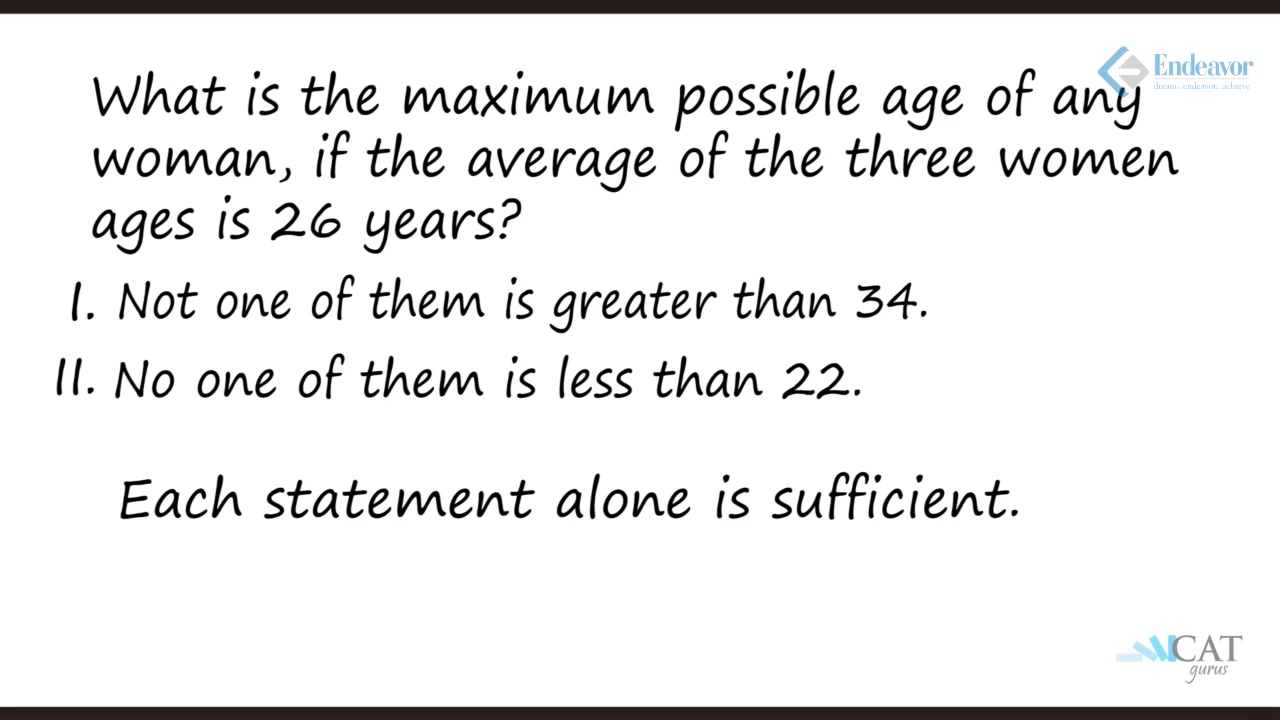 Endeavor
dream...endeavor...achieve
What is the maximum possible age of any
woman, if the average of the three women
ages is 26 years?
I. Not one of them is greater than 34.
II. No one of them is less than 22.
Each statement alone is sufficient.
CAT
gurus